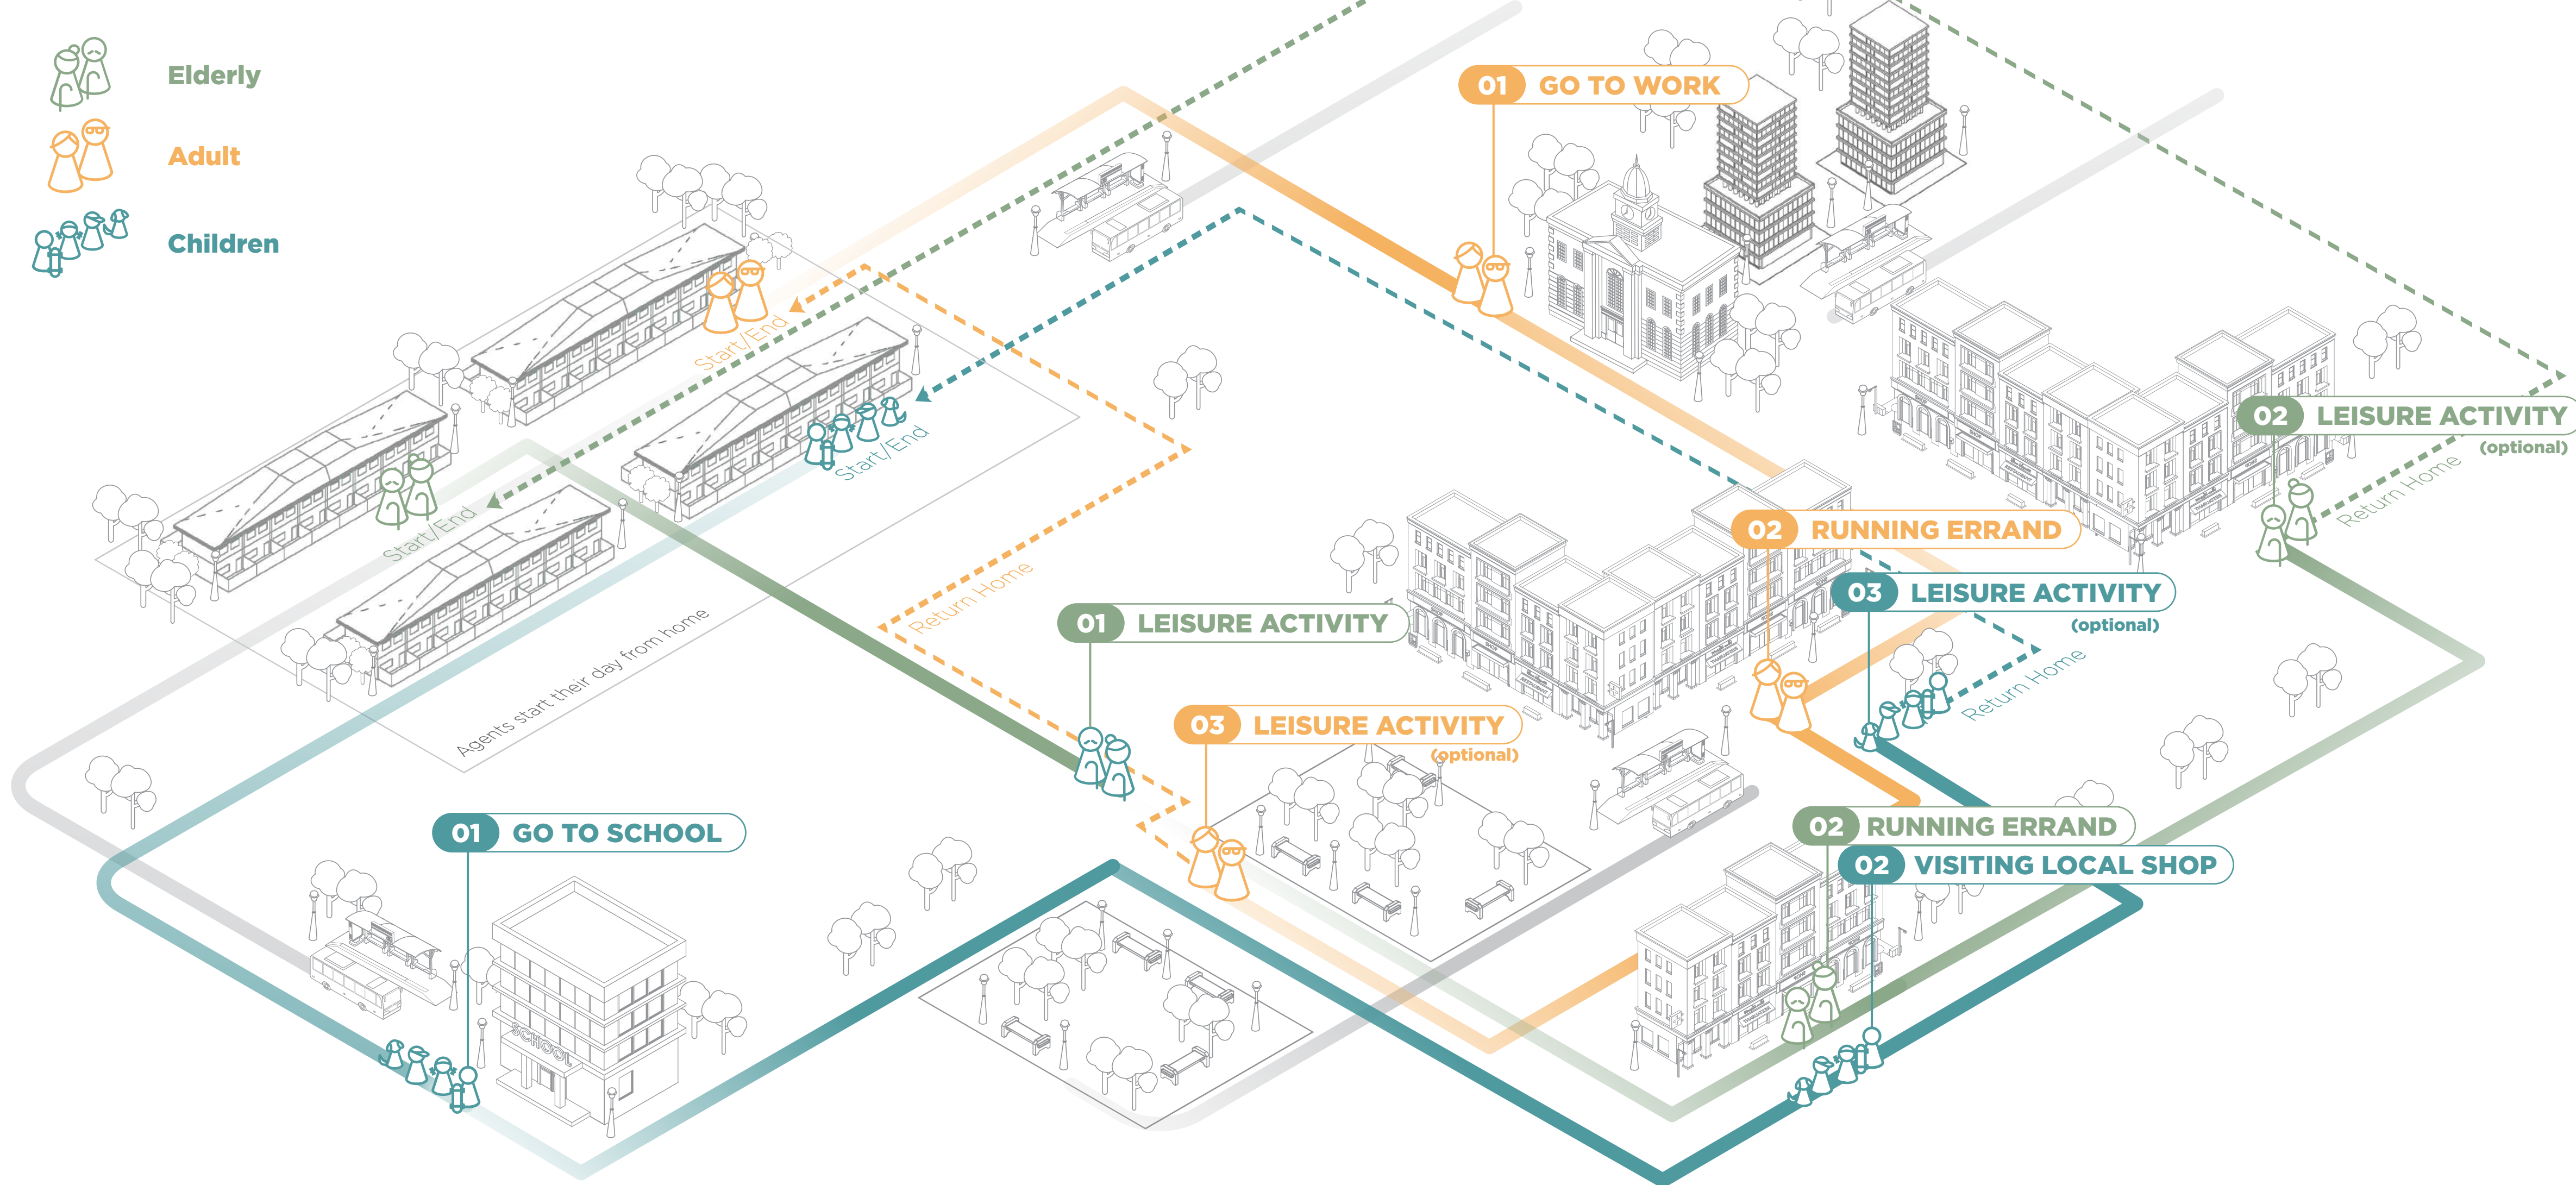 Elderly
Adult
Children
01 GO TO WORK
Start/End
Start/End
Start/End
02 LEISURE ACTIVITY
(optional)
Return Home
02 RUNNING ERRAND
03 LEISURE ACTIVITY
(optional)
Return Home
Return Home
01 LEISURE ACTIVITY
Agents start their day from home
03 LEISURE ACTIVITY
(optional)
01 GO TO SCHOOL
02 RUNNING ERRAND
02 VISITING LOCAL SHOP
SCHOOL